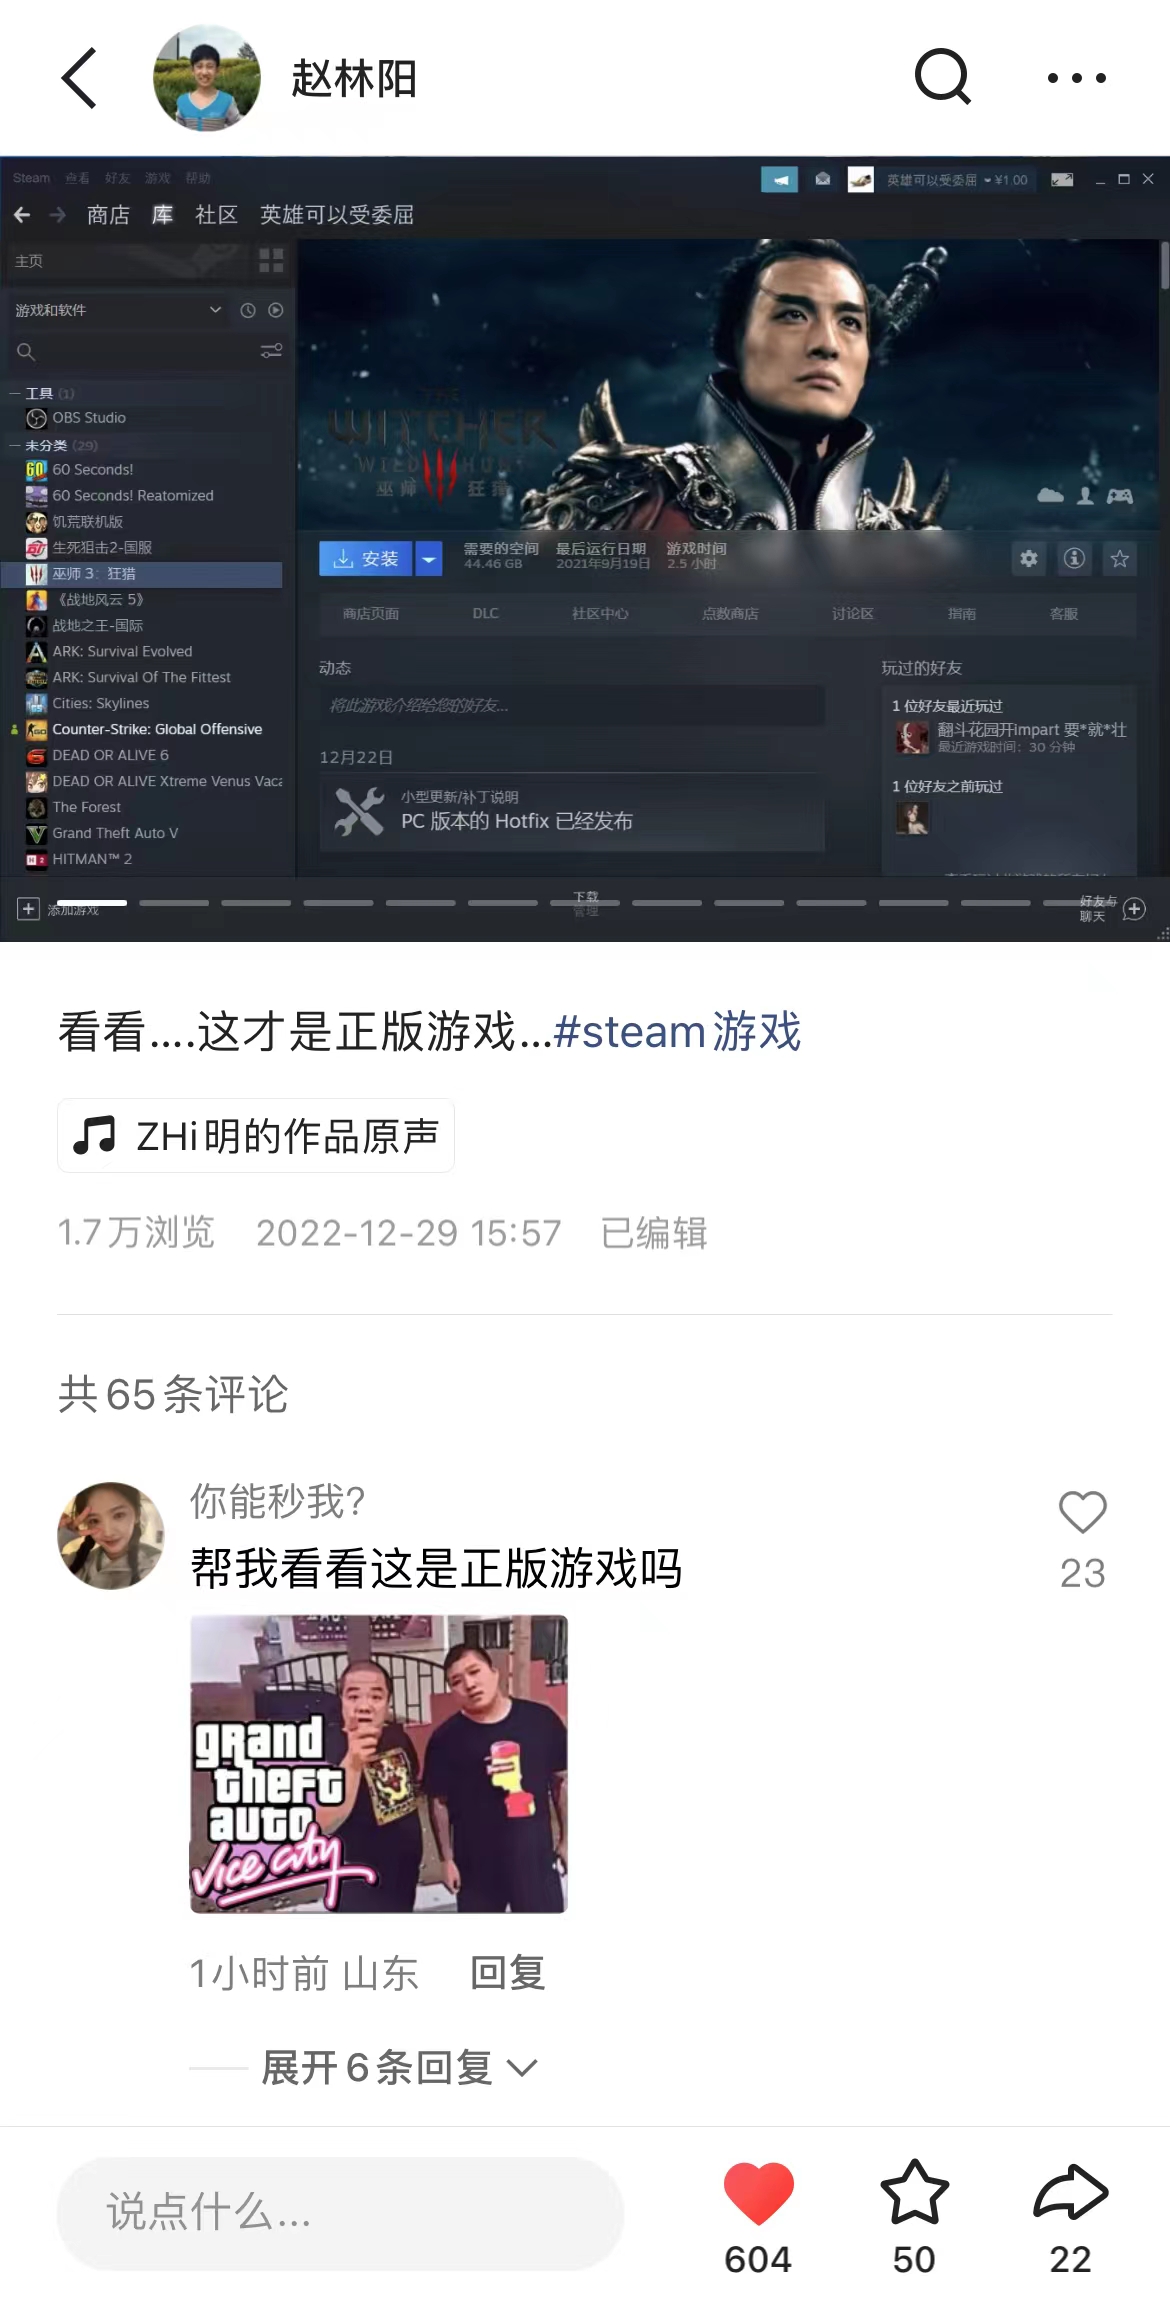 赵林阳
Steam 查看 好友 游戏 帮助
英雄可以受委屈 ¥1.00
商店 库 社区 英雄可以受委屈
主页
游戏和软件
工具 (1)
OBS Studio
未分类 (29)
60 Seconds!
60 Seconds! Reatomized
饥荒联机版
生死狙击2-国服
巫师 3：狂猎
《战地风云 5》
战地之王-国际
ARK: Survival Evolved
ARK: Survival Of The Fittest
Cities: Skylines
Counter-Strike: Global Offensive
DEAD OR ALIVE 6
DEAD OR ALIVE Xtreme Venus Vaca
The Forest
Grand Theft Auto V
HITMAN™ 2
THE
WITCHER
WILD HUNT
巫师 狂猎
安装
需要的空间 最后运行日期 游戏时间
44.46 GB 2021年9月19日 2.5 小时
商店页面 DLC 社区中心 点数商店 讨论区 指南 客服
动态
将此游戏介绍给您的好友...
12月22日
小型更新/补丁说明
PC 版本的 Hotfix 已经发布
玩过的好友
1 位好友最近玩过
翻斗花园开impart 要*就*壮
最近游戏时间：30 分钟
1 位好友之前玩过
添加游戏
下载
管理
好友与
聊天
看看....这才是正版游戏...#steam游戏
ZHi明的作品原声
1.7万浏览 2022-12-29 15:57 已编辑
共65条评论
你能秒我?
帮我看看这是正版游戏吗
23
grand
theft
auto
vice city
1小时前 山东 回复
展开6条回复
说点什么...
604
50
22